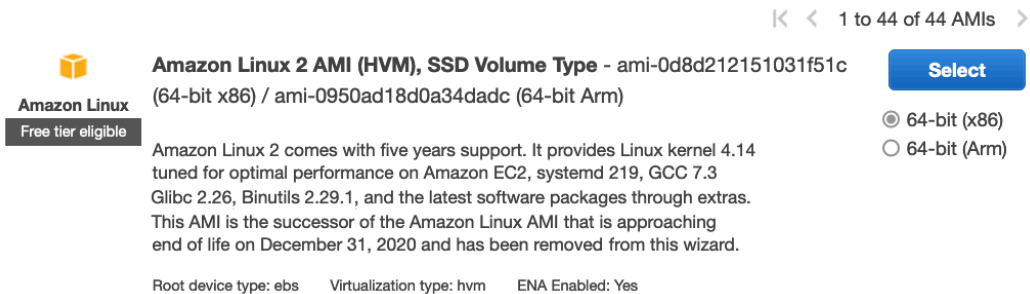 1 to 44 of 44 AMIs
Amazon Linux
Free tier eligible
Amazon Linux 2 AMI (HVM), SSD Volume Type - ami-0d8d212151031f51c
(64-bit x86) / ami-0950ad18d0a34dadc (64-bit Arm)
Amazon Linux 2 comes with five years support. It provides Linux kernel 4.14
tuned for optimal performance on Amazon EC2, systemd 219, GCC 7.3
Glibc 2.26, Binutils 2.29.1, and the latest software packages through extras.
This AMI is the successor of the Amazon Linux AMI that is approaching
end of life on December 31, 2020 and has been removed from this wizard.
Root device type: ebs Virtualization type: hvm ENA Enabled: Yes
Select
64-bit (x86)
64-bit (Arm)